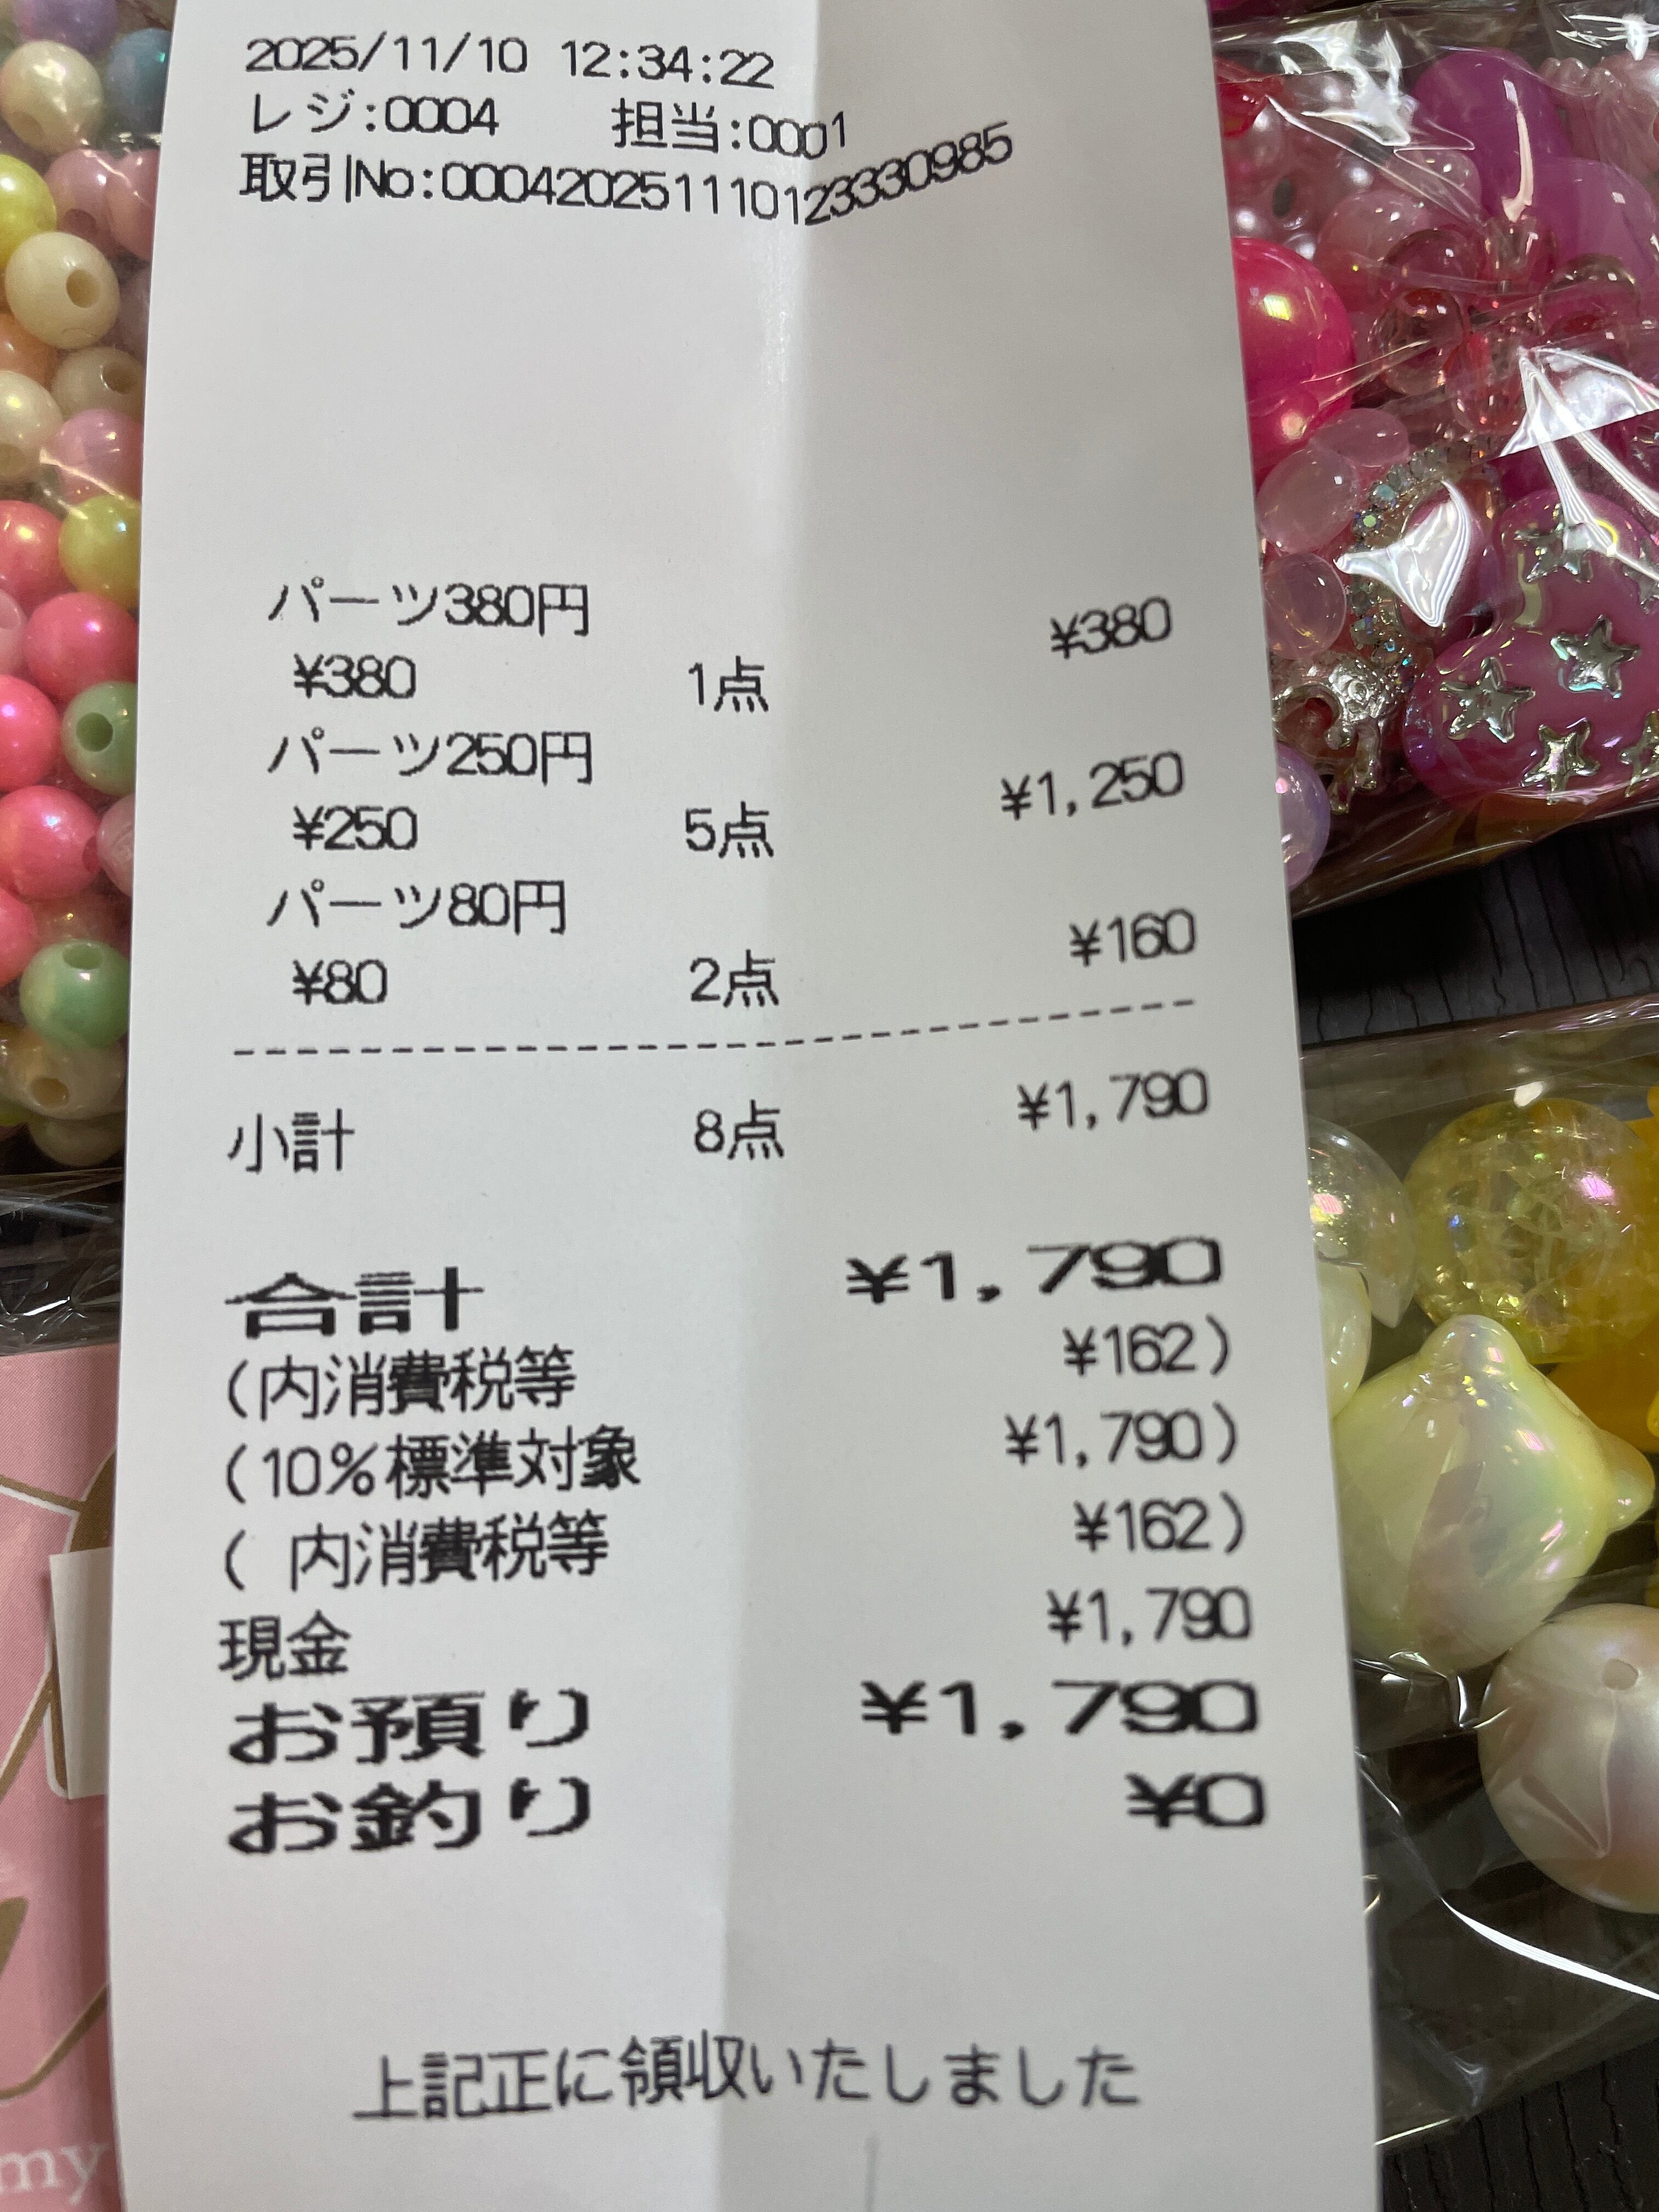 2025/11/10 12:34:22
レジ:0004 担当:0001
取引No:0004202511101233330985
パーツ380円 ¥380
¥380 1点
パーツ250円 ¥1,250
¥250 5点
パーツ80円 ¥160
¥80 2点
小計 8点 ¥1,790
合計 ¥1,790
(内消費税等 ¥162)
(10%標準対象 ¥1,790)
( 内消費税等 ¥162)
現金 ¥1,790
お預り ¥1,790
お釣り ¥0
上記正に領収いたしました
my